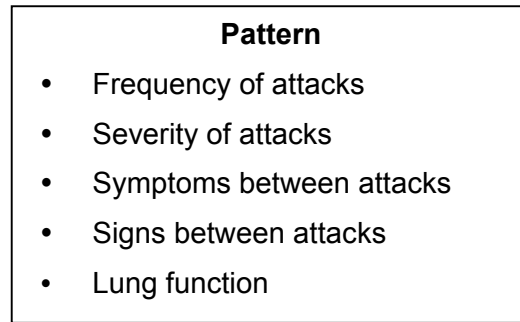 Pattern
• Frequency of attacks
• Severity of attacks
• Symptoms between attacks
• Signs between attacks
• Lung function